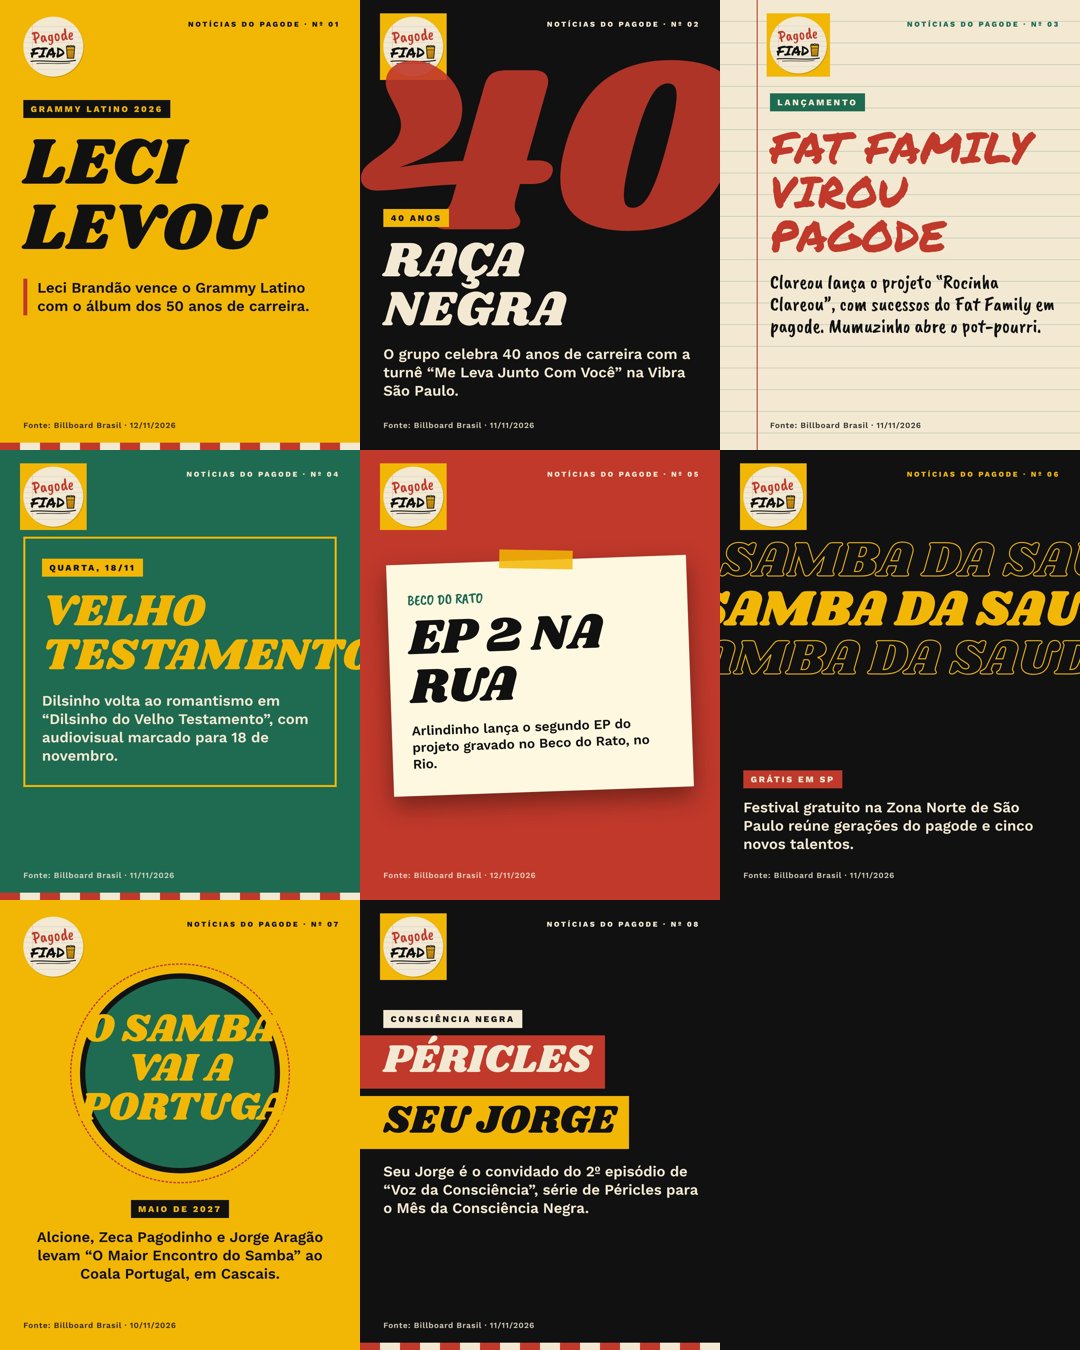 Pagode
FIADO
NOTÍCIAS DO PAGODE · Nº 01
GRAMMY LATINO 2026
LECI
LEVOU
Leci Brandão vence o Grammy Latino
com o álbum dos 50 anos de carreira.
Fonte: Billboard Brasil · 12/11/2026
Pagode
FIADO
NOTÍCIAS DO PAGODE · Nº 02
40
40 ANOS
RAÇA
NEGRA
O grupo celebra 40 anos de carreira com a
turnê “Me Leva Junto Com Você” na Vibra
São Paulo.
Fonte: Billboard Brasil · 11/11/2026
Pagode
FIADO
NOTÍCIAS DO PAGODE · Nº 03
LANÇAMENTO
FAT FAMILY
VIROU
PAGODE
Clareou lança o projeto “Rocinha
Clareou”, com sucessos do Fat Family em
pagode. Mumuzinho abre o pot-pourri.
Fonte: Billboard Brasil · 11/11/2026
Pagode
FIADO
NOTÍCIAS DO PAGODE · Nº 04
QUARTA, 18/11
VELHO
TESTAMENTO
Dilsinho volta ao romantismo em
“Dilsinho do Velho Testamento”, com
audiovisual marcado para 18 de
novembro.
Fonte: Billboard Brasil · 11/11/2026
Pagode
FIADO
NOTÍCIAS DO PAGODE · Nº 05
BECO DO RATO
EP 2 NA
RUA
Arlindinho lança o segundo EP do
projeto gravado no Beco do Rato, no
Rio.
Fonte: Billboard Brasil · 12/11/2026
Pagode
FIADO
NOTÍCIAS DO PAGODE · Nº 06
SAMBA DA SAU
SAMBA DA SAU
AMBA DA SAUD
GRÁTIS EM SP
Festival gratuito na Zona Norte de São
Paulo reúne gerações do pagode e cinco
novos talentos.
Fonte: Billboard Brasil · 11/11/2026
Pagode
FIADO
NOTÍCIAS DO PAGODE · Nº 07
O SAMBA
VAI A
PORTUGA
MAIO DE 2027
Alcione, Zeca Pagodinho e Jorge Aragão
levam “O Maior Encontro do Samba” ao
Coala Portugal, em Cascais.
Fonte: Billboard Brasil · 10/11/2026
Pagode
FIADO
NOTÍCIAS DO PAGODE · Nº 08
CONSCIÊNCIA NEGRA
PÉRICLES
SEU JORGE
Seu Jorge é o convidado do 2º episódio de
“Voz da Consciência”, série de Péricles para
o Mês da Consciência Negra.
Fonte: Billboard Brasil · 11/11/2026